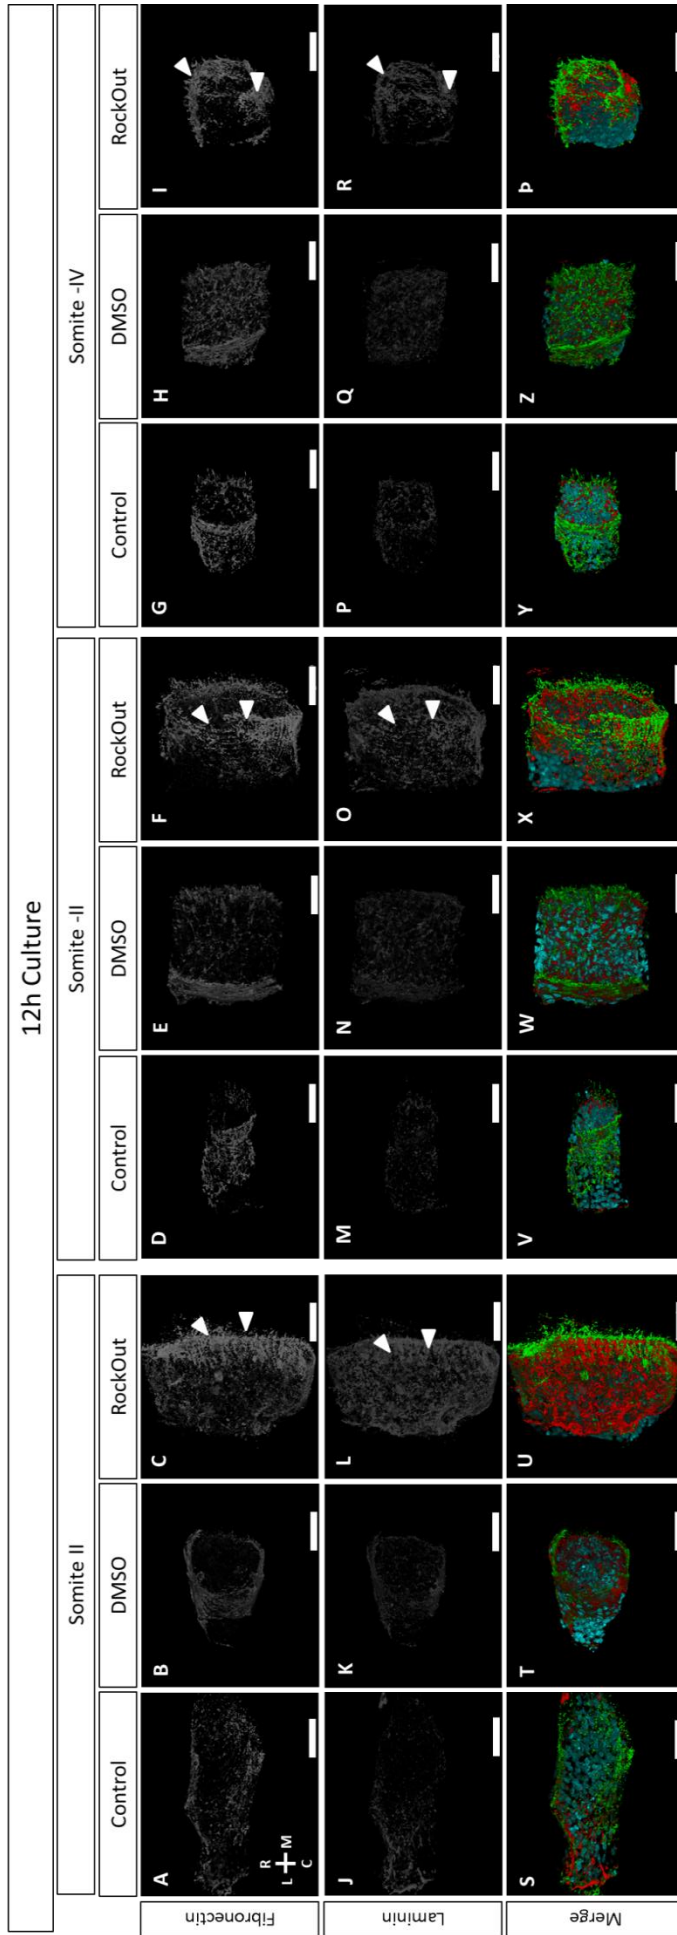 12h Culture
Somite II
Somite -II
Somite -IV
Control
DMSO
RockOut
Control
DMSO
RockOut
Control
DMSO
RockOut
Fibronectin
A
R
L
M
C
B
C
D
E
F
G
H
I
Laminin
J
K
L
M
N
O
P
Q
R
Merge
S
T
U
V
W
X
Y
Z
Þ